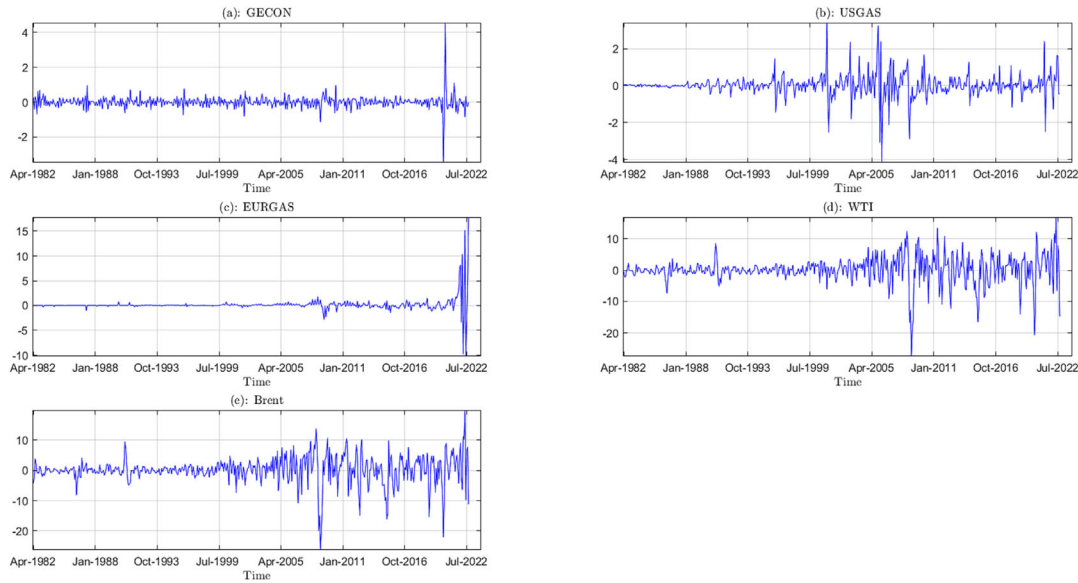 (a): GECON
4
2
0
-2
Apr-1982 Jan-1988 Oct-1993 Jul-1999 Apr-2005 Jan-2011 Oct-2016 Jul-2022
Time
(b): USGAS
2
0
-2
-4
Apr-1982 Jan-1988 Oct-1993 Jul-1999 Apr-2005 Jan-2011 Oct-2016 Jul-2022
Time
(c): EURGAS
15
10
5
0
-5
-10
Apr-1982 Jan-1988 Oct-1993 Jul-1999 Apr-2005 Jan-2011 Oct-2016 Jul-2022
Time
(d): WTI
10
0
-10
-20
Apr-1982 Jan-1988 Oct-1993 Jul-1999 Apr-2005 Jan-2011 Oct-2016 Jul-2022
Time
(e): Brent
10
0
-10
-20
Apr-1982 Jan-1988 Oct-1993 Jul-1999 Apr-2005 Jan-2011 Oct-2016 Jul-2022
Time